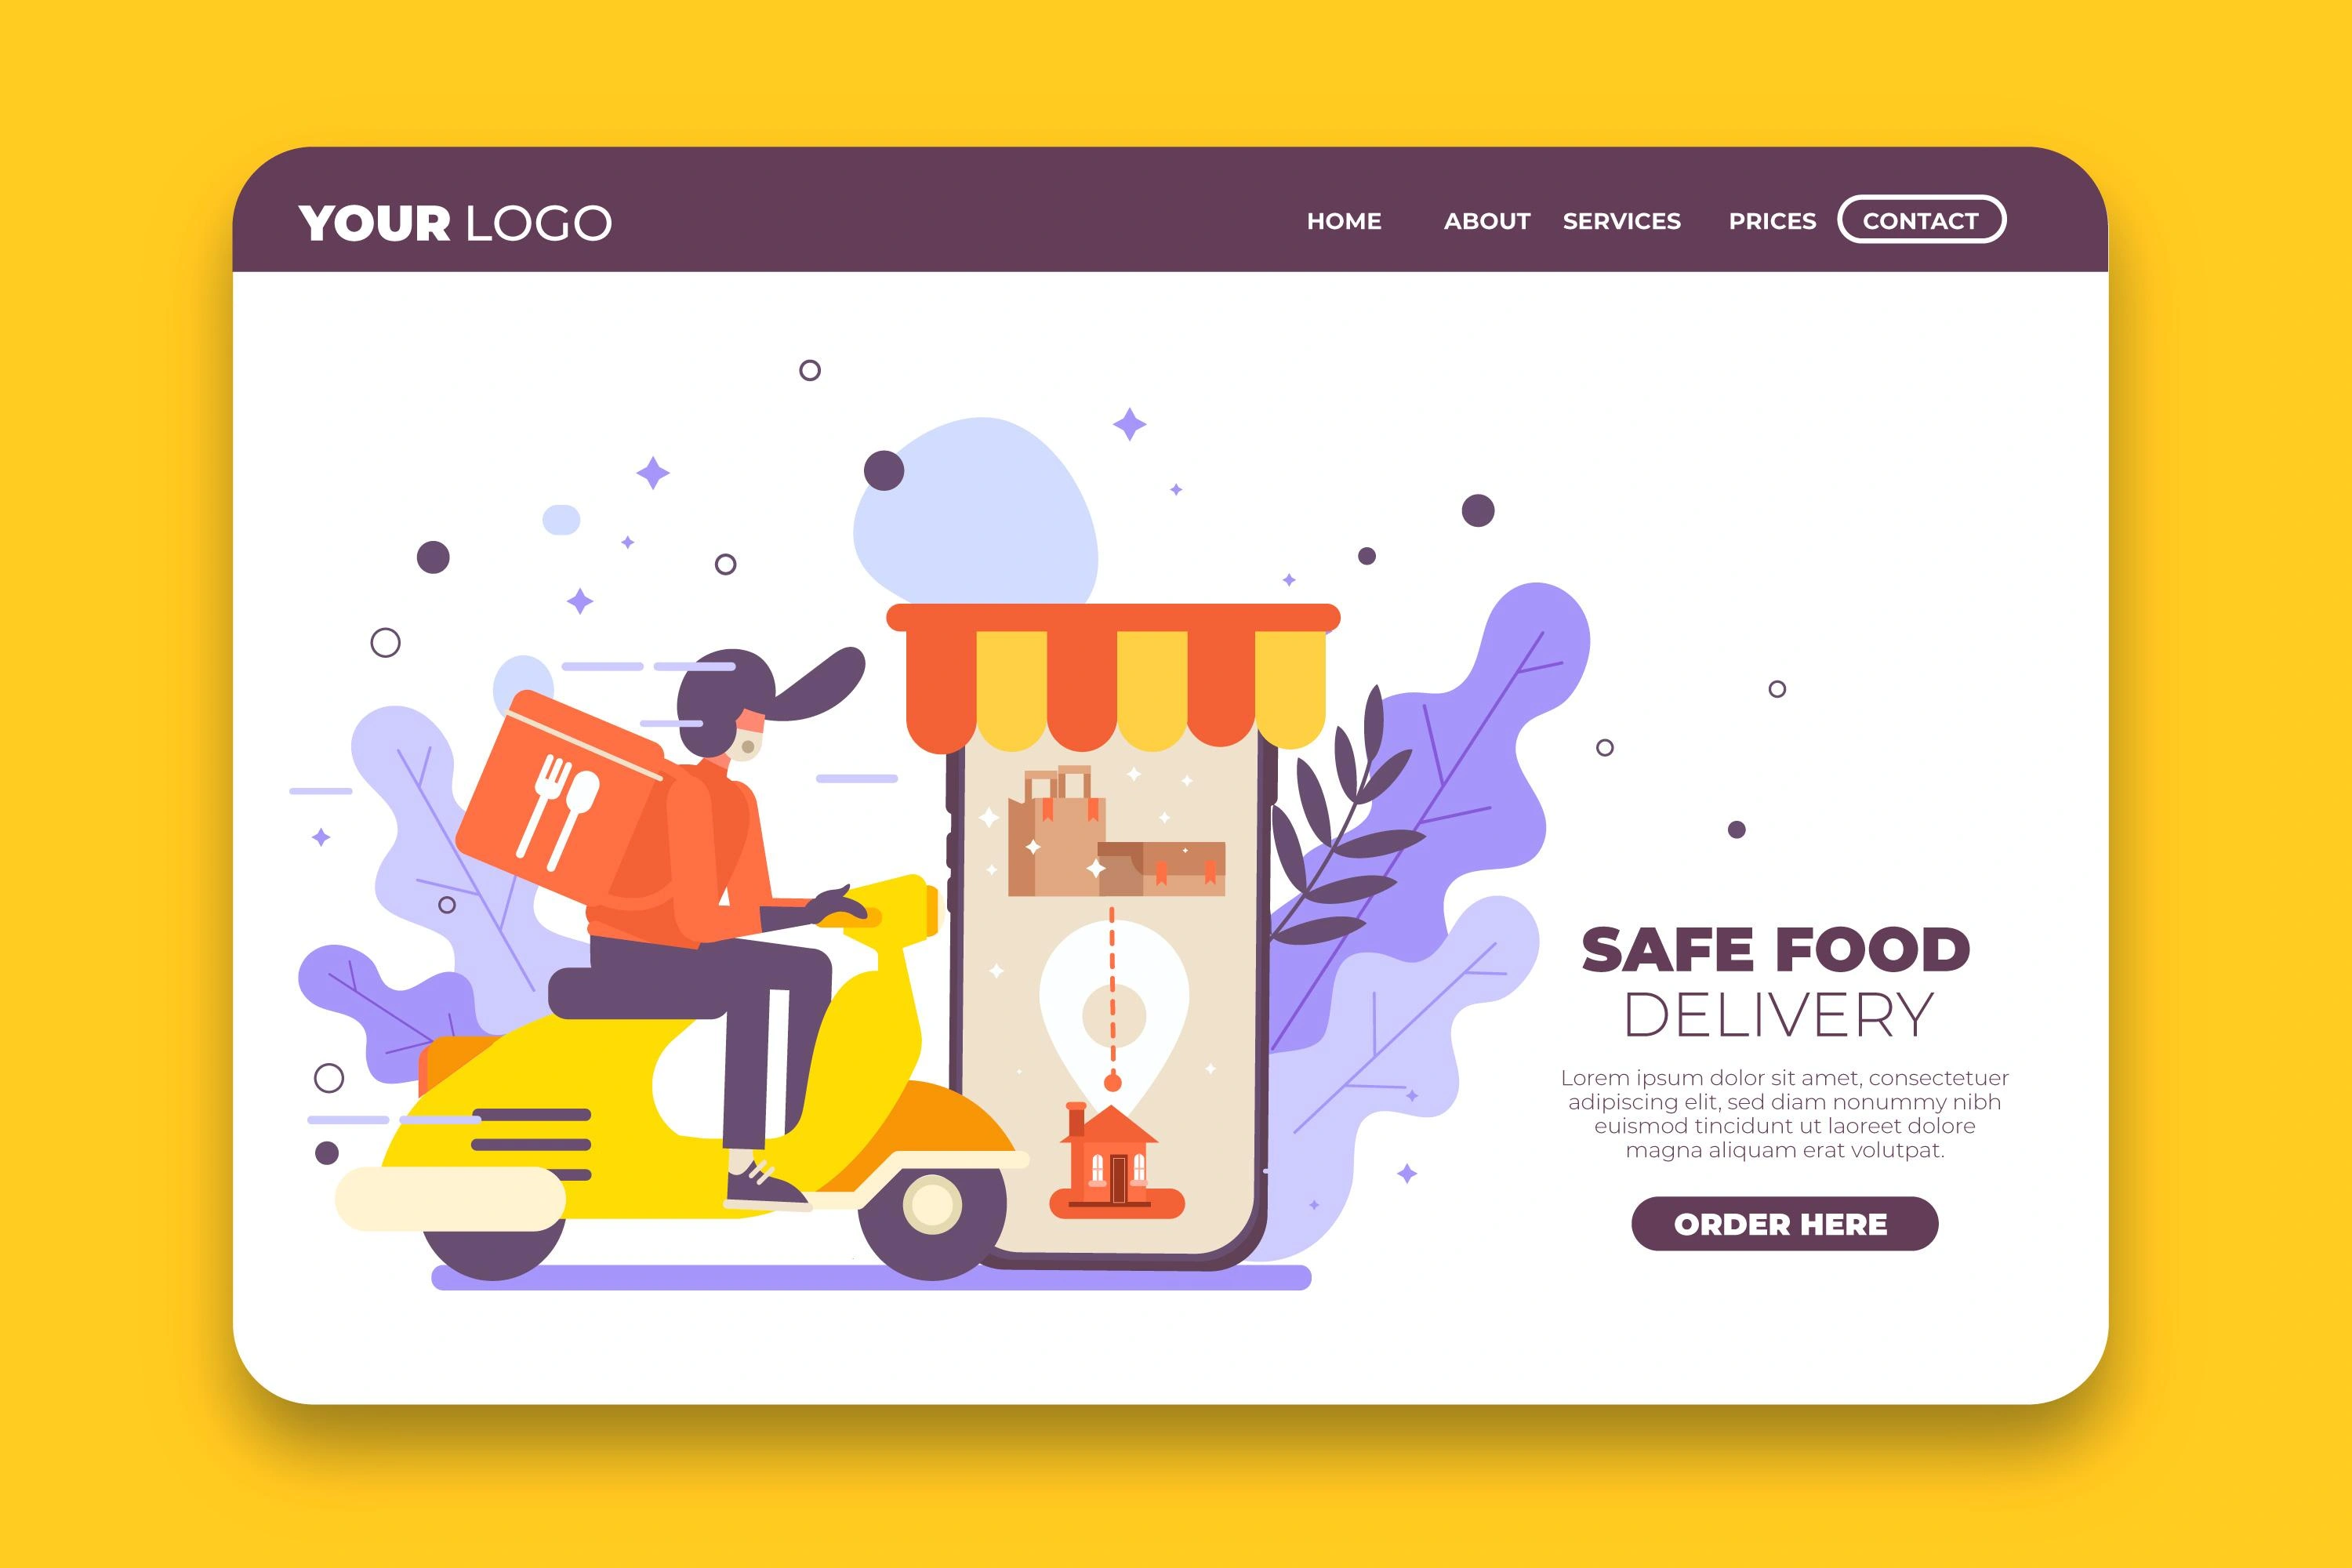 YOUR LOGO
HOME ABOUT SERVICES PRICES CONTACT
SAFE FOOD
DELIVERY
Lorem ipsum dolor sit amet, consectetuer
adipiscing elit, sed diam nonummy nibh
euismod tincidunt ut laoreet dolore
magna aliquam erat volutpat.
ORDER HERE